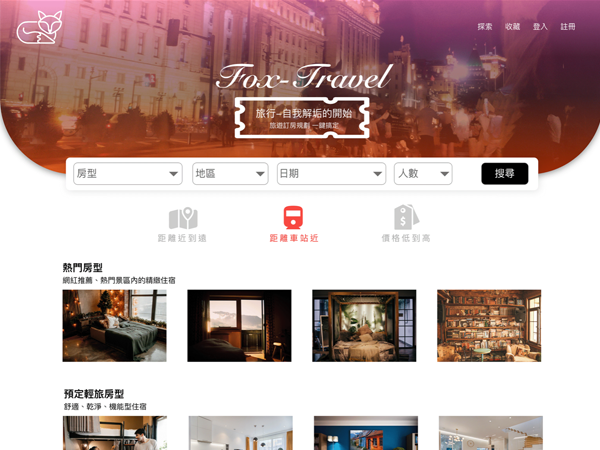 探索 收藏 登入 註冊
Fox-Travel
旅行-自我解垢的開始
旅遊訂房規劃 一鍵搞定
房型 地區 日期 人數 搜尋
距離近到遠 距離車站近 價格低到高
熱門房型
網紅推薦、熱門景區內的精緻住宿
預定輕旅房型
舒適、乾淨、機能型住宿